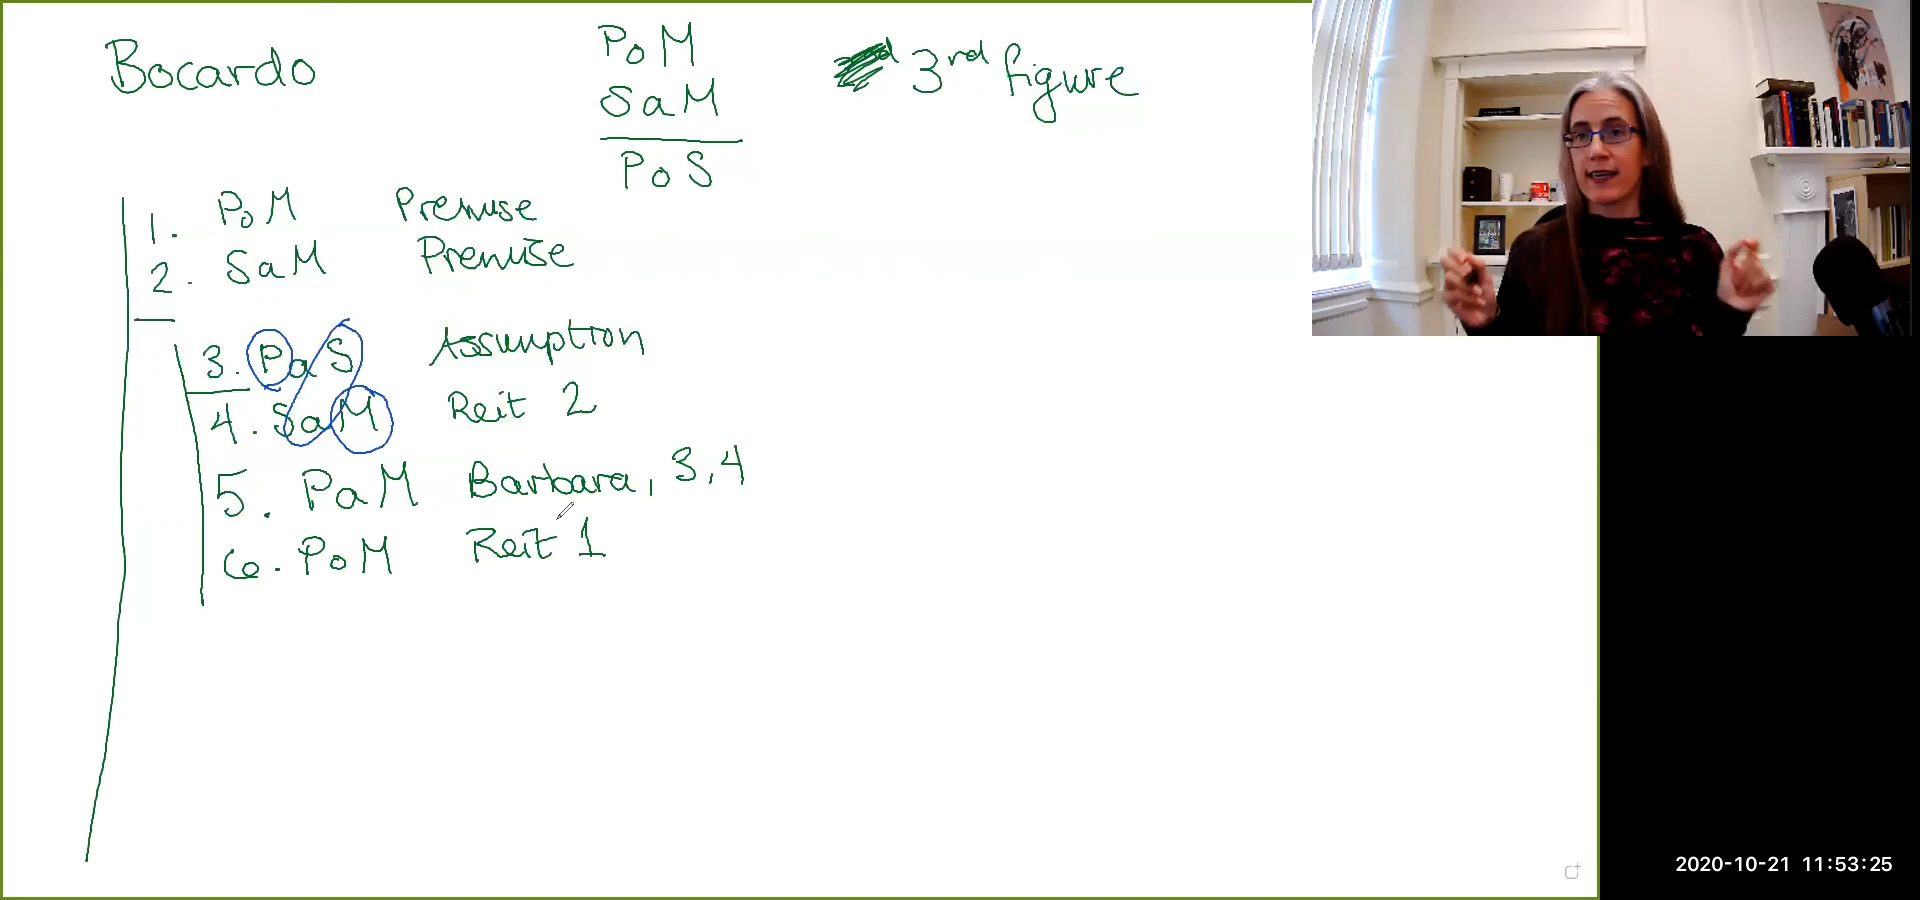 Bocardo
PoM
SaM
PoS
3rd figure
1. PoM Premise
2. SaM Premise
3. PaS Assumption
4. SaM Reit 2
5. PaM Barbara, 3,4
6. PoM Reit 1
2020-10-21 11:53:25